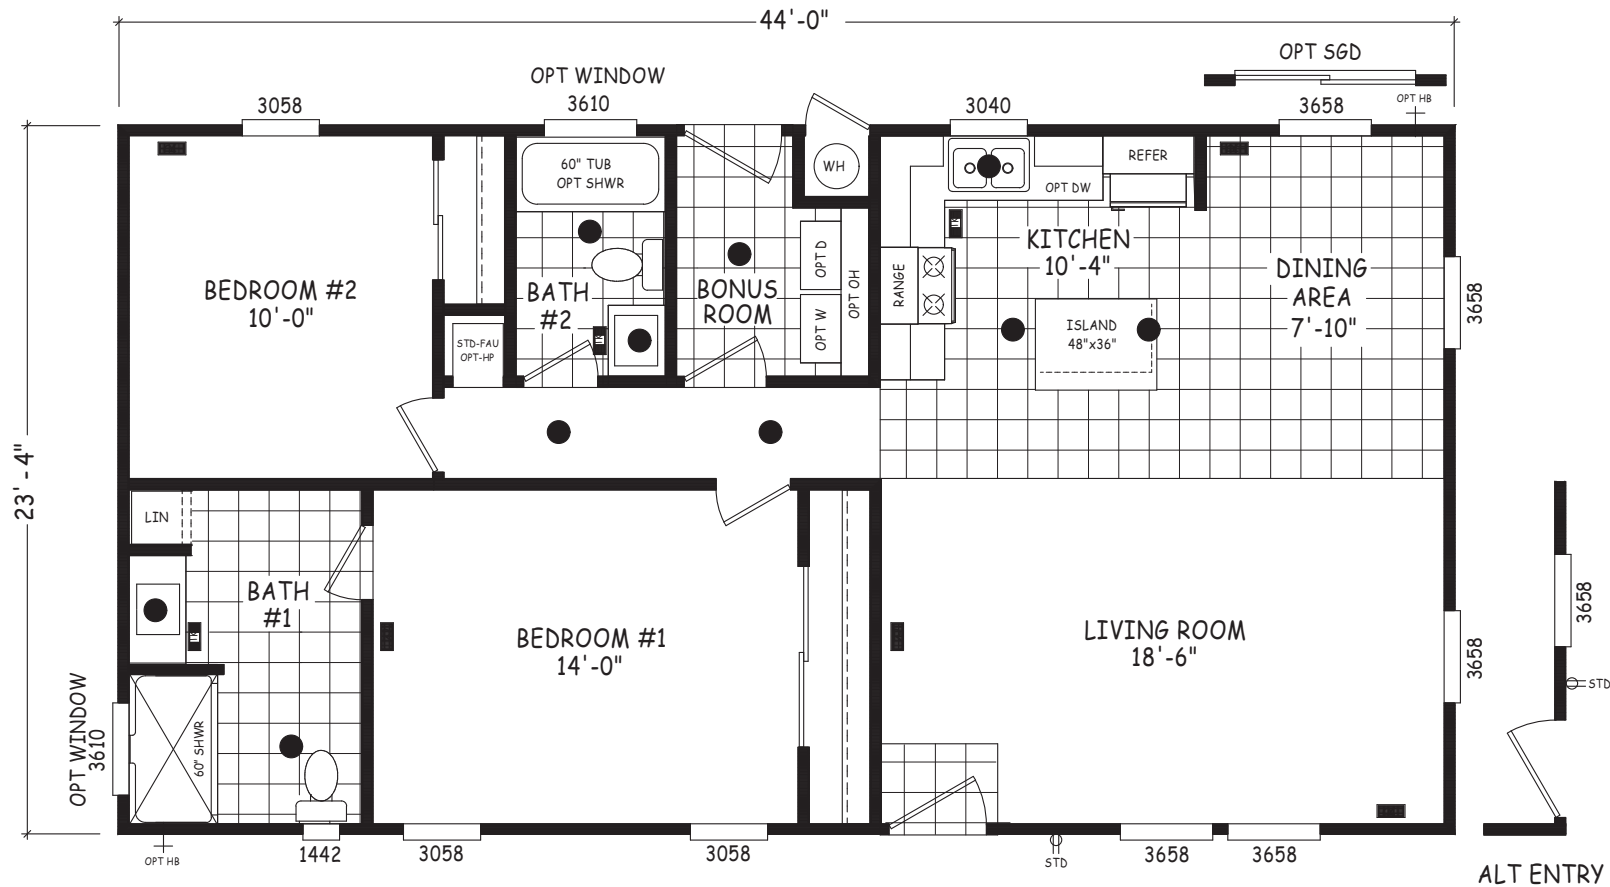 44'-0"
OPT SGD
OPT WINDOW
3058
3610
3040
3658
OPT HB
60" TUB
OPT SHWR
WH
REFER
OPT DW
KITCHEN
10'-4"
DINING
AREA
7'-10"
BEDROOM #2
10'-0"
BATH
#2
BONUS
ROOM
OPT D
OPT W
OPT OH
RANGE
ISLAND
48"x36"
3658
STD-FAU
OPT-HP
23'-4"
LIN
BATH
#1
BEDROOM #1
14'-0"
LIVING ROOM
18'-6"
3658
3658
STD
OPT WINDOW
3610
60" SHWR
OPT HB
1442
3058
3058
STD
3658
3658
ALT ENTRY